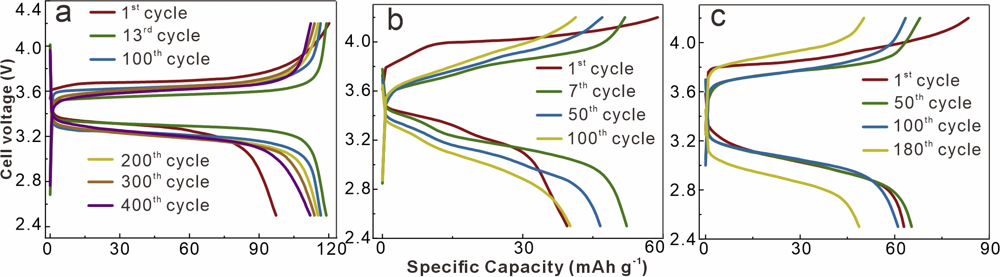 Cell voltage (V)
a
4.4
4.0
3.6
3.2
2.8
2.4
1st cycle
13rd cycle
100th cycle
200th cycle
300th cycle
400th cycle
0 30 60 90 120
b
4.0
3.6
3.2
2.8
2.4
1st cycle
7th cycle
50th cycle
100th cycle
0 30 60
c
4.0
3.6
3.2
2.8
2.4
1st cycle
50th cycle
100th cycle
180th cycle
0 30 60 90
Specific Capacity (mAh g-1)